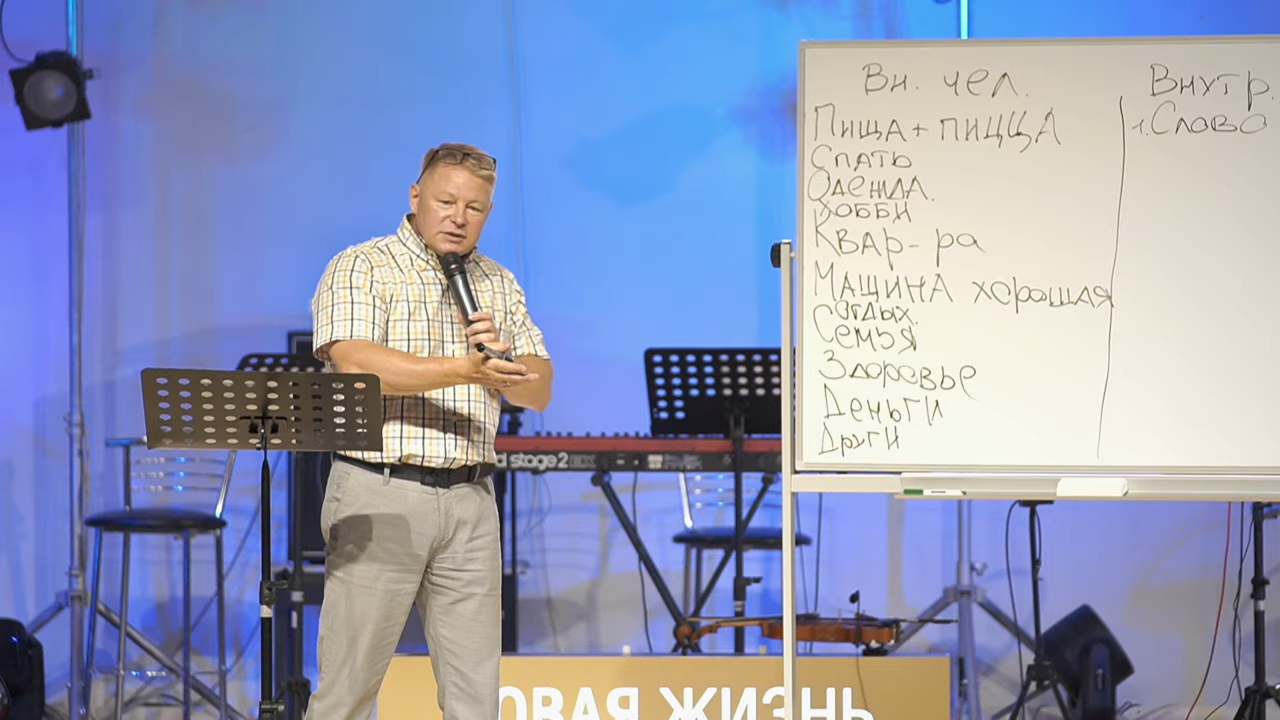 Вн. чел.
Пища + пицца
Спать
Одежда.
Хобби
Квар-ра
Машина хорошая
Отдых.
Семья
Здоровье
Деньги
Други
Внутр.
1. Слово
stage 2
ОВАЯ ЖИЗНЬ